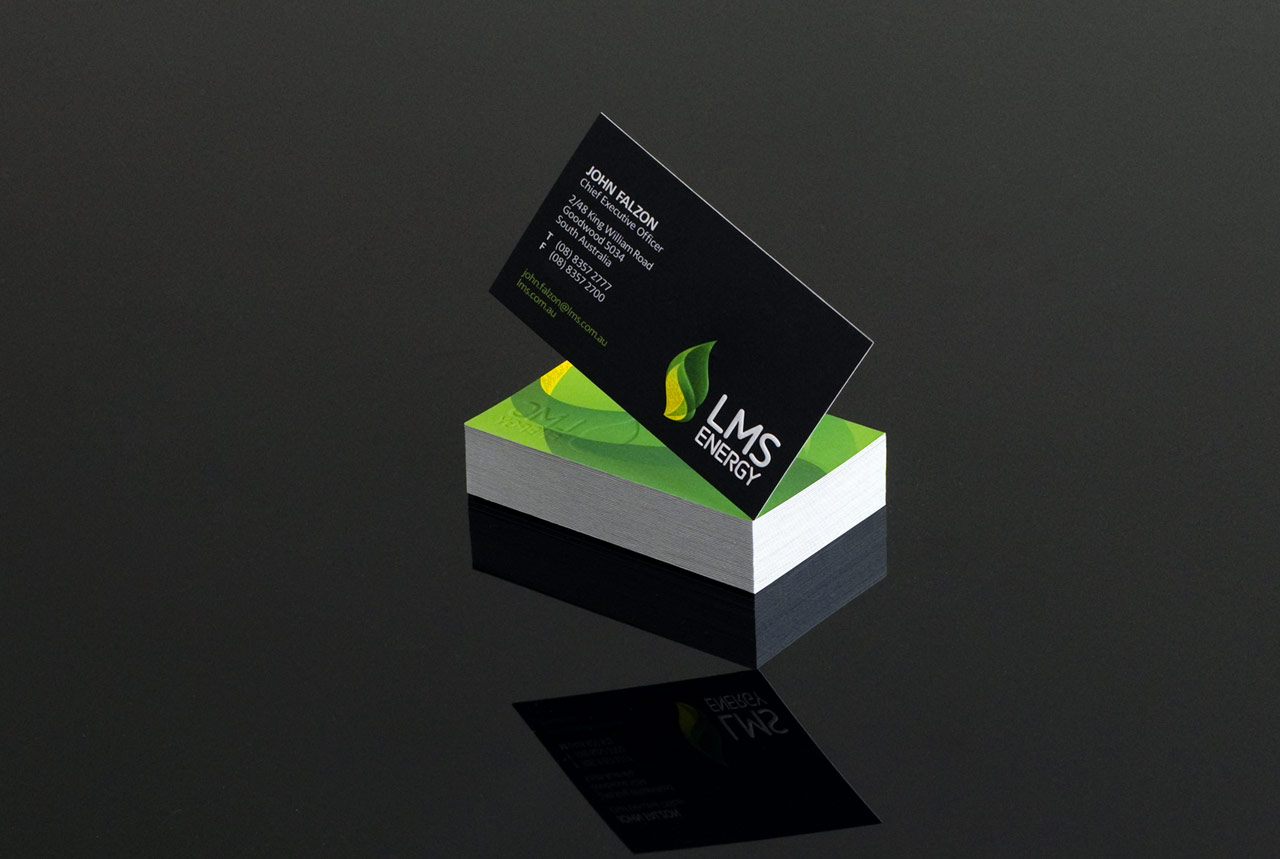 JOHN FALZON
Chief Executive Officer
2/48 King William Road
Goodwood 5034
South Australia
T (08) 8357 2777
F (08) 8357 2700
john.falzon@lms.com.au
lms.com.au
LMS
ENERGY